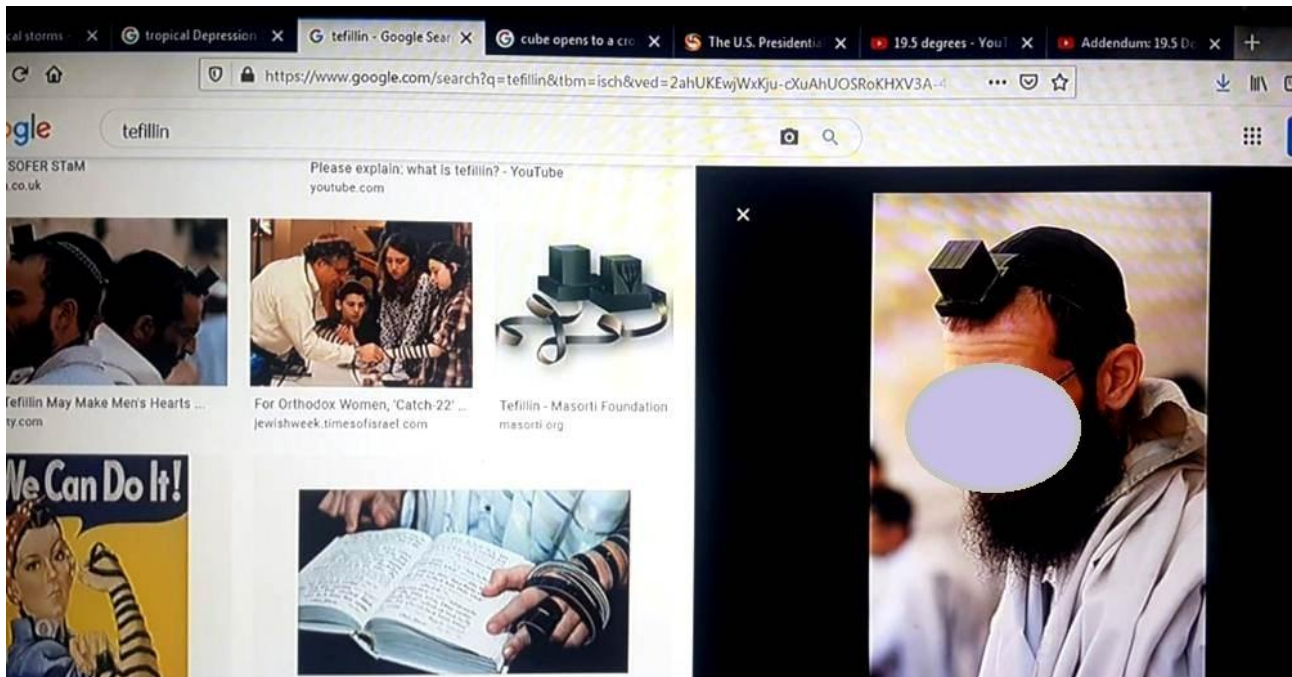 cal storms -
tropical Depression
tefillin - Google Sear
cube opens to a cro
The U.S. Presidentia
19.5 degrees - You
Addendum: 19.5 De
https://www.google.com/search?q=tefillin&tbm=isch&ved=2ahUKEwjWxKju-cXuAhUOSRoKHXV3A-4
ogle
tefillin
SOFER STaM
.co.uk
Please explain: what is tefillin? - YouTube
youtube.com
Tefillin May Make Men's Hearts ...
ty.com
For Orthodox Women, 'Catch-22' ...
jewishweek.timesofisrael.com
Tefillin - Masorti Foundation
masorti.org
We Can Do It!